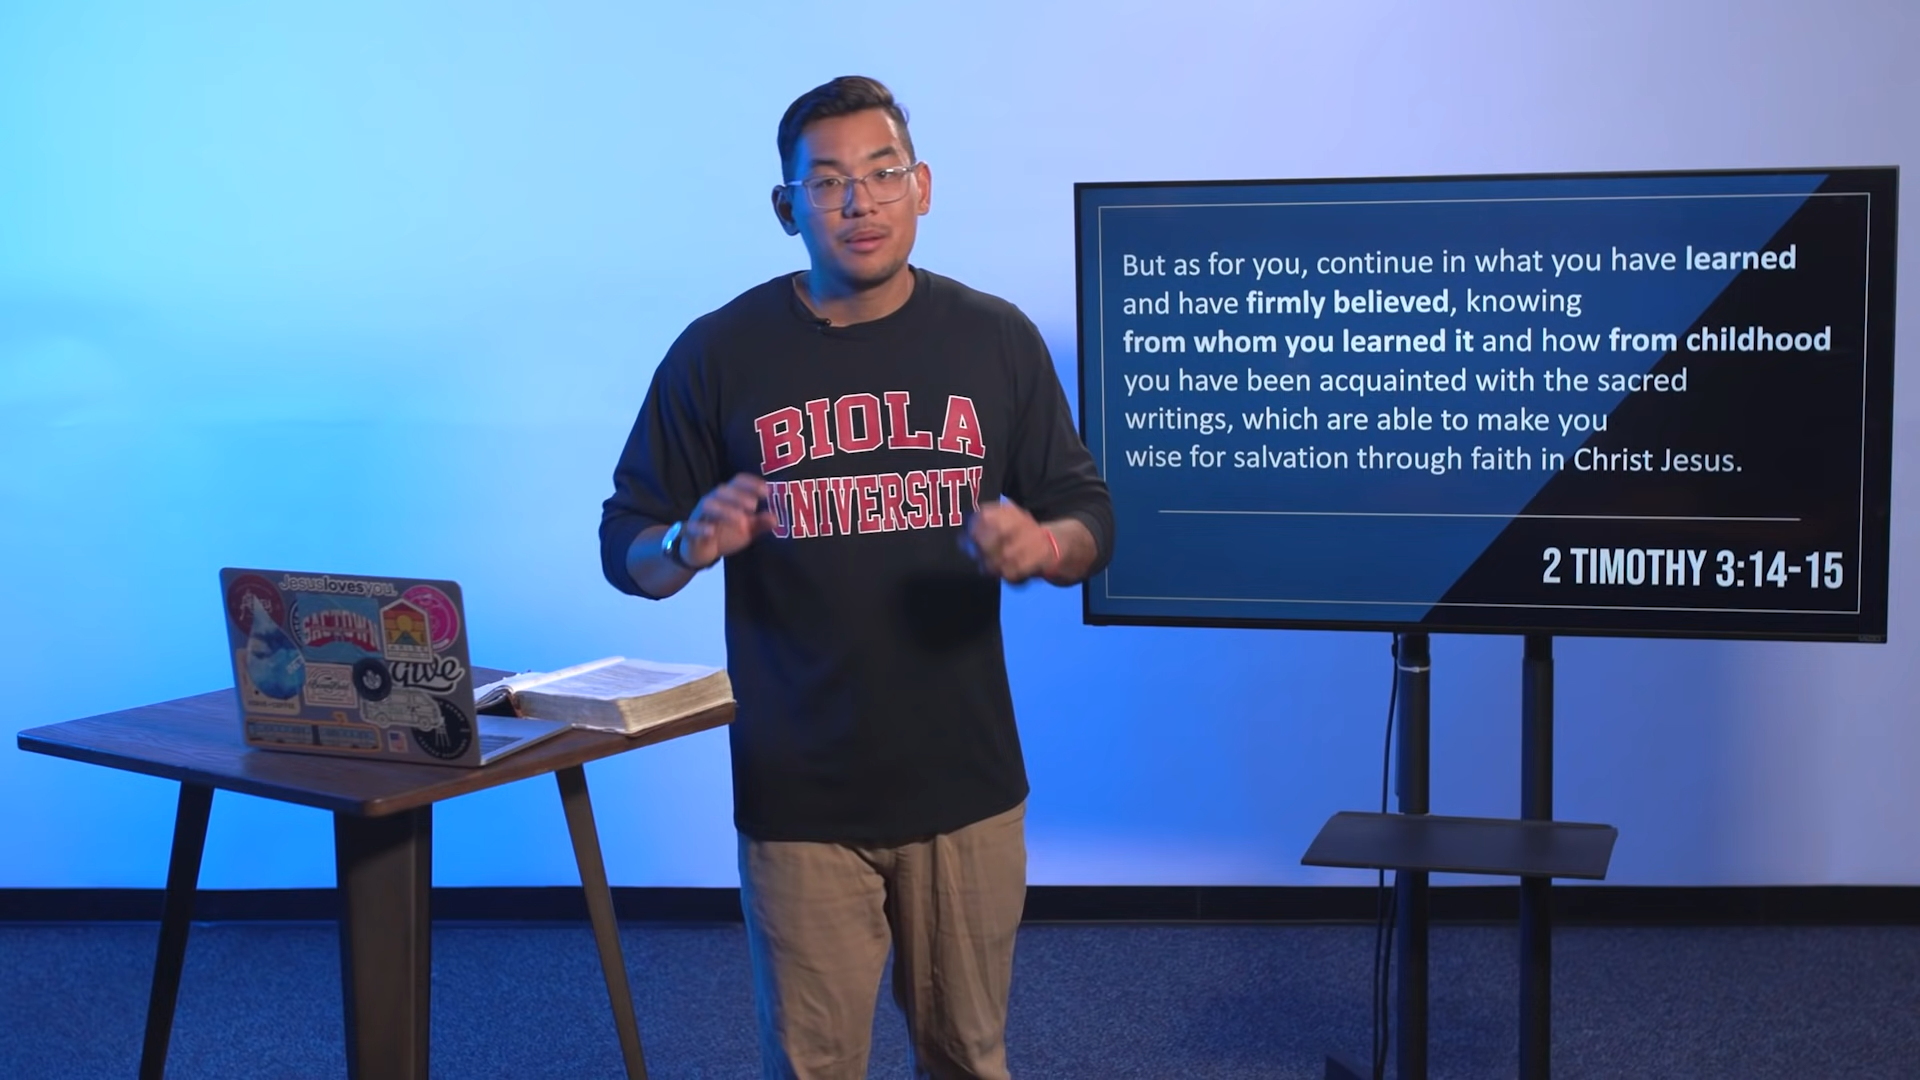 But as for you, continue in what you have learned
and have firmly believed, knowing
from whom you learned it and how from childhood
you have been acquainted with the sacred
writings, which are able to make you
wise for salvation through faith in Christ Jesus.
2 TIMOTHY 3:14-15
BIOLA
UNIVERSITY
Jesuslovesyou.
SACTOWN
give